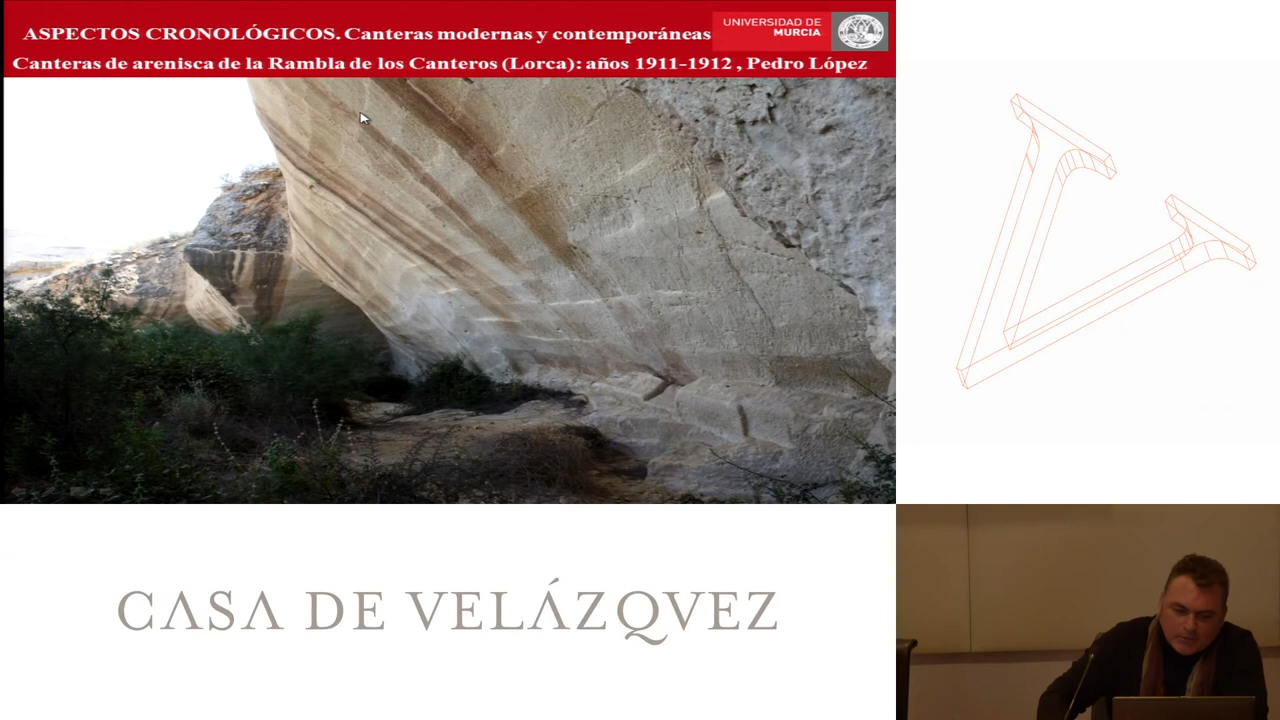 ASPECTOS CRONOLÓGICOS. Canteras modernas y contemporáneas
UNIVERSIDAD DE
MURCIA
Canteras de arenisca de la Rambla de los Canteros (Lorca): años 1911-1912 , Pedro López
CΛSΛ DE VELÁZQVEZ